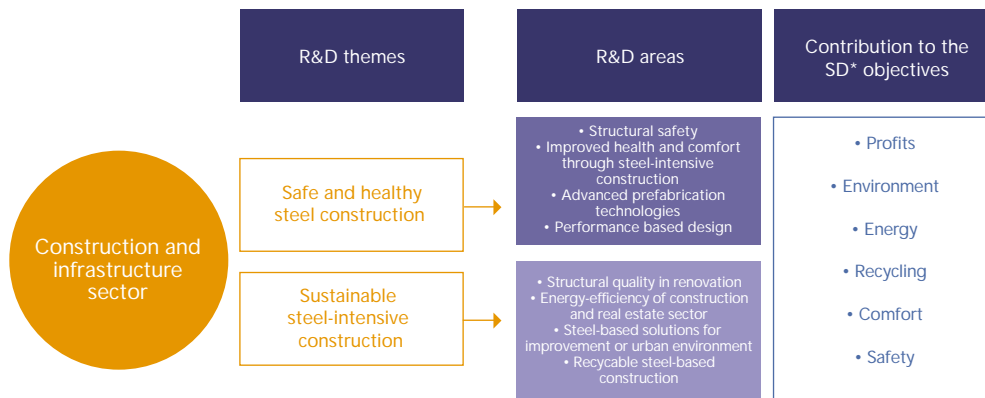 R&D themes
R&D areas
Contribution to the
SD* objectives
Construction and
infrastructure
sector
Safe and healthy
steel construction
• Structural safety
• Improved health and comfort
through steel-intensive
construction
• Advanced prefabrication
technologies
• Performance based design
Sustainable
steel-intensive
construction
• Structural quality in renovation
• Energy-efficiency of construction
and real estate sector
• Steel-based solutions for
improvement or urban environment
• Recycable steel-based
construction
• Profits
• Environment
• Energy
• Recycling
• Comfort
• Safety